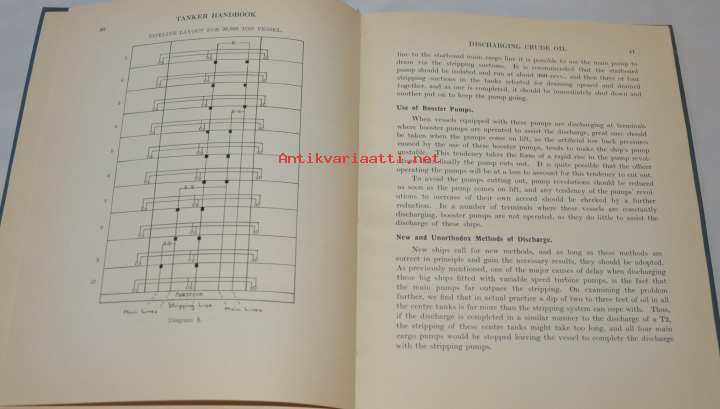 40
TANKER HANDBOOK
PIPELINE LAYOUT FOR TON VESSEL.
Pumproom
Main Lines
Stripping Line
Main Lines
Diagram 8.
DISCHARGING CRUDE OIL
41
line to the starboard main cargo line it is possible to use the main pump to
drain via the stripping suctions. It is recommended that the starboard
pump should be isolated and run at about revs., and then three or four
stripping suctions in the tanks selected for draining opened and drained
together, and as one is completed, it should be immediately shut down and
another put on to keep the pump going.
Use of Booster Pumps.
When vessels equipped with these pumps are discharging at terminals
where booster pumps are operated to assist the discharge, great care should
be taken when the pumps come on lift, as the artificial low back pressures
caused by the use of these booster pumps, tends to make the ship's pump
unstable. This tendency takes the form of a rapid rise in the pump revol-
finally the pump cuts out. It is quite possible that the officer
operating the pumps will be at a loss to account for this tendency to cut out.
To avoid the pumps cutting out, pump revolutions should be reduced
as soon as the pump comes on lift, and any tendency of the pumps' revol-
utions to increase of their own accord should be checked by a further
reduction. In a number of terminals where these vessels are constantly
discharging, booster pumps are not operated, as they do little to assist the
discharge of these ships.
New and Unorthodox Methods of Discharge.
New ships call for new methods, and as long as these methods are
correct in principle and gain the necessary results, they should be adopted.
As previously mentioned, one of the major causes of delay when discharging
these big ships fitted with variable speed turbine pumps, is the fact that
the main pumps far outpace the stripping. On examining the problem
further, we find that in actual practice a dip of two to three feet of oil in all
the centre tanks is far more than the stripping system can cope with. Thus,
if the discharge is completed in a similar manner to the discharge of a T2,
the stripping of these centre tanks might take too long, and all four main
cargo pumps would be stopped leaving the vessel to complete the discharge
with the stripping pumps.
Antikvariaatti.net